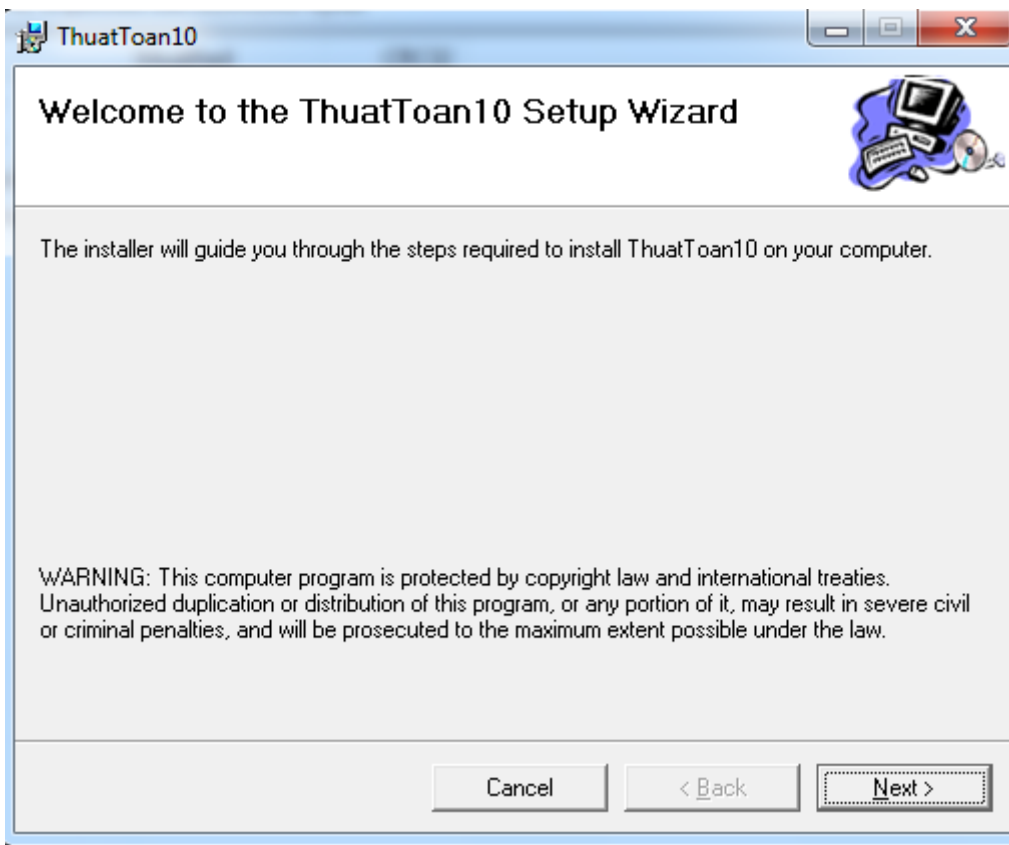 ThuatToan10
Welcome to the ThuatToan10 Setup Wizard
The installer will guide you through the steps required to install ThuatToan10 on your computer.
WARNING: This computer program is protected by copyright law and international treaties.
Unauthorized duplication or distribution of this program, or any portion of it, may result in severe civil
or criminal penalties, and will be prosecuted to the maximum extent possible under the law.
Cancel < Back Next >